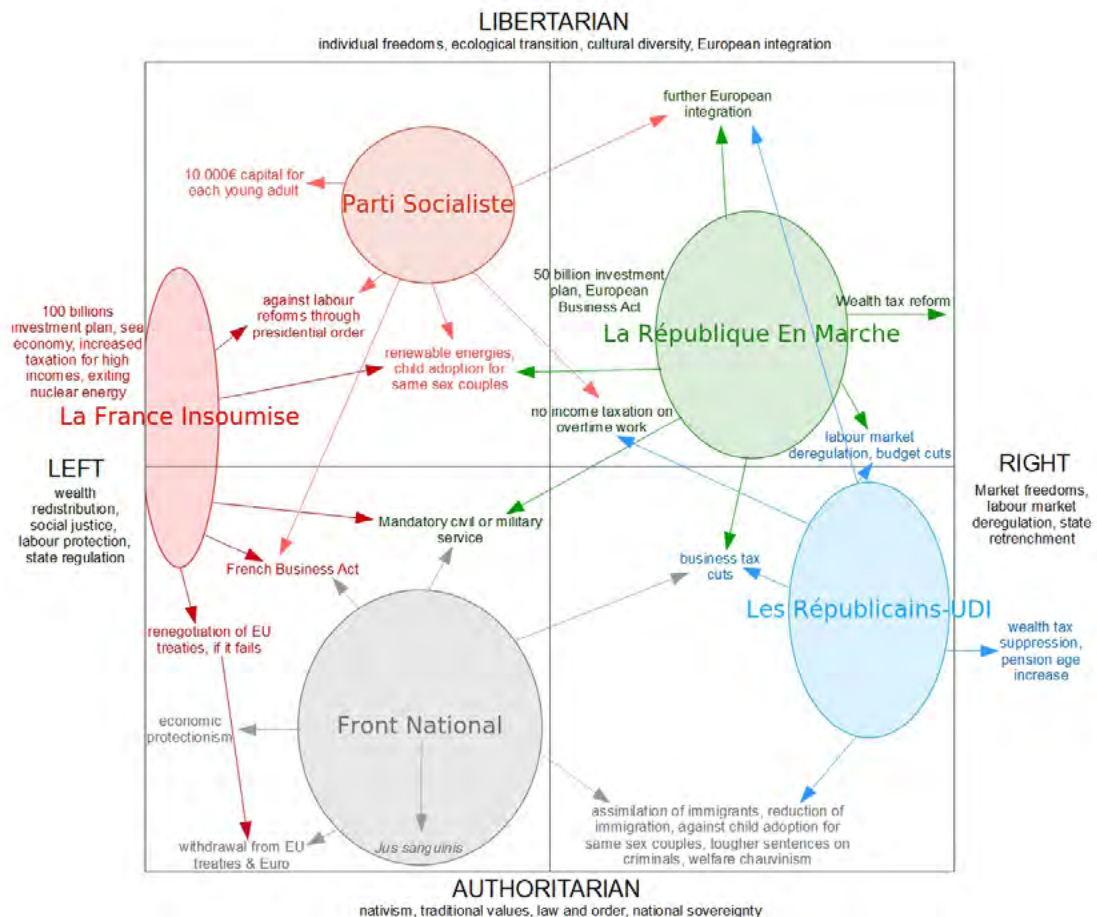 LIBERTARIAN
individual freedoms, ecological transition, cultural diversity, European integration
further European
integration
10 000€ capital for
each young adult
Parti Socialiste
50 billion investment
plan, European
Business Act
Wealth tax reform
La République En Marche
100 billions
investment plan, sea
economy, increased
taxation for high
incomes, exiting
nuclear energy
against labour
reforms through
presidential order
renewable energies,
child adoption for
same sex couples
La France Insoumise
no income taxation on
overtime work
labour market
deregulation, budget cuts
LEFT
wealth
redistribution,
social justice,
labour protection,
state regulation
RIGHT
Market freedoms,
labour market
deregulation, state
retrenchment
Mandatory civil or military
service
French Business Act
business tax
cuts
Les Républicains-UDI
renegotiation of EU
treaties, if it fails
wealth tax
suppression,
pension age
increase
economic
protectionism
Front National
assimilation of immigrants, reduction of
immigration, against child adoption for
same sex couples, tougher sentences on
criminals, welfare chauvinism
withdrawal from EU
treaties & Euro
Jus sanguinis
AUTHORITARIAN
nativism, traditional values, law and order, national sovereignty